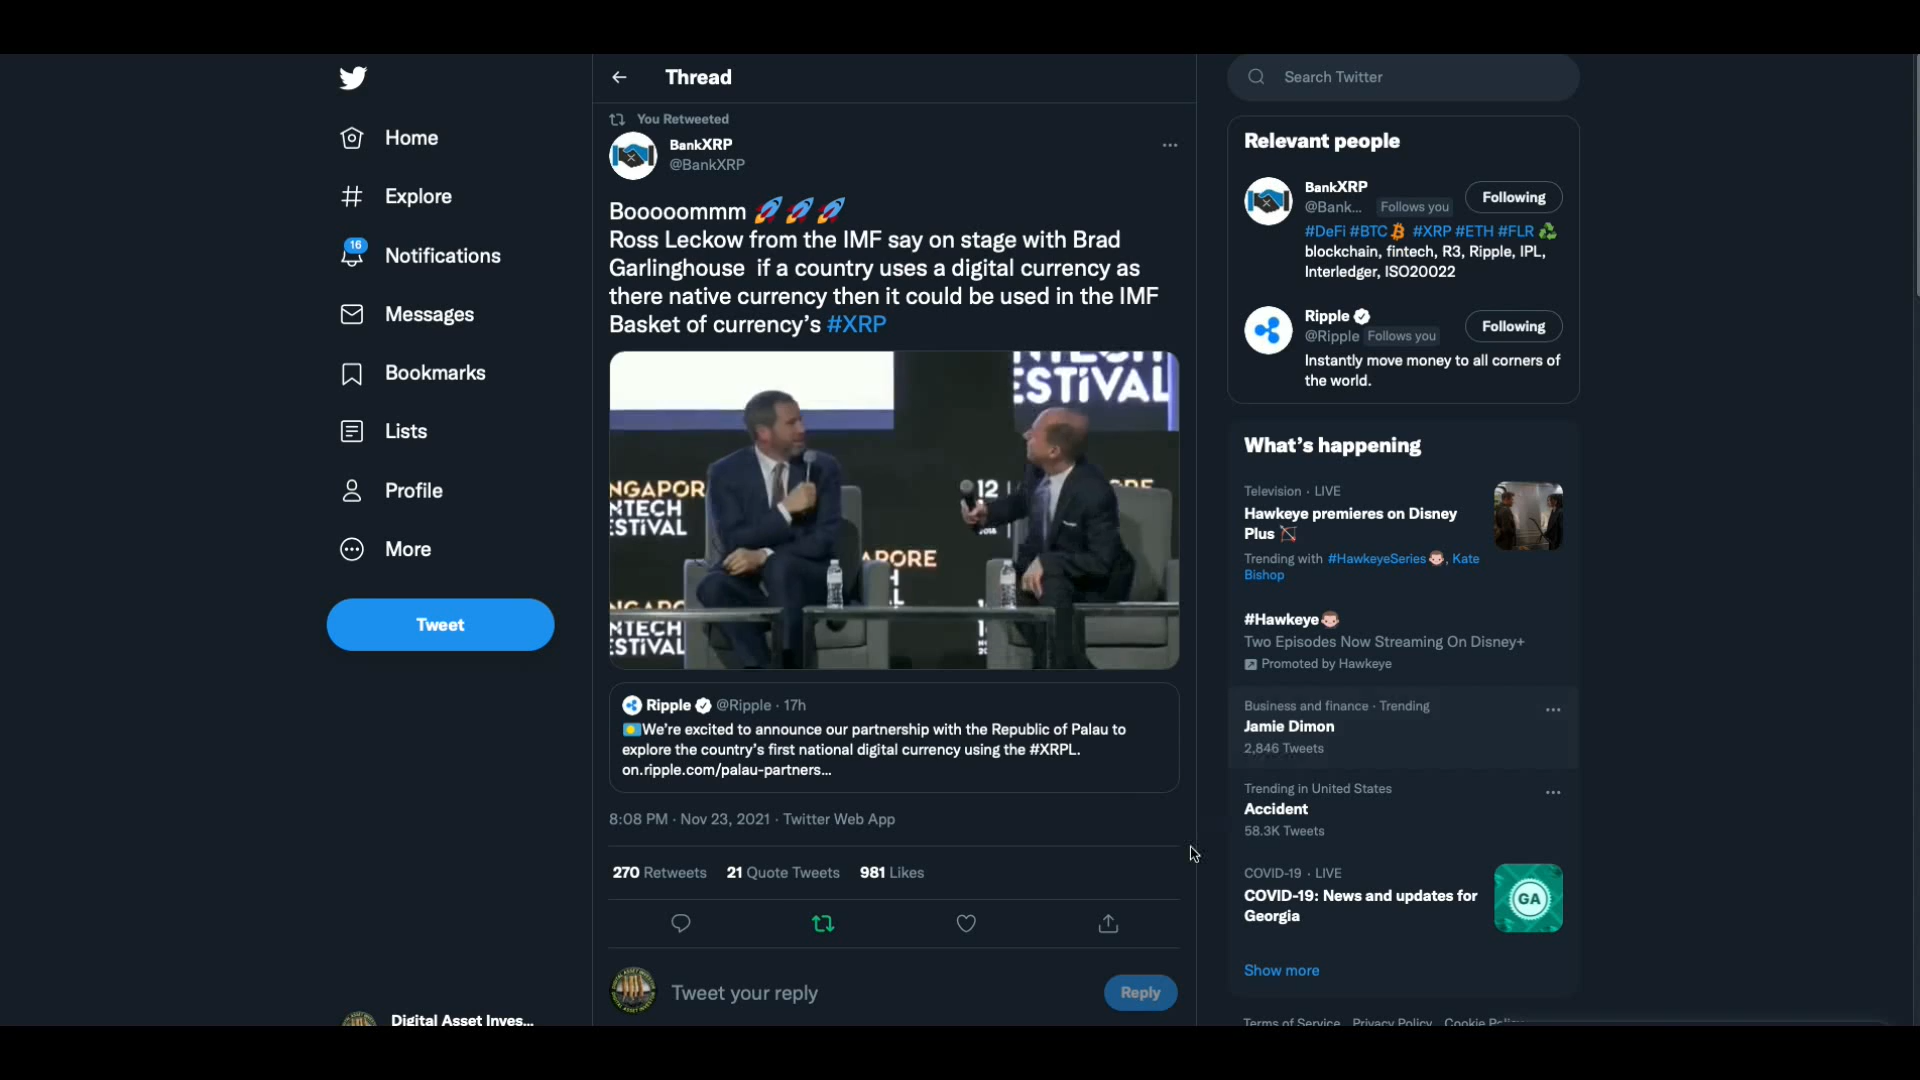 Home
Explore
16
Notifications
Messages
Bookmarks
Lists
Profile
More
Tweet
Digital Asset Inves...
Thread
You Retweeted
BankXRP
@BankXRP
Booooommm 🚀🚀🚀
Ross Leckow from the IMF say on stage with Brad
Garlinghouse if a country uses a digital currency as
there native currency then it could be used in the IMF
Basket of currency's #XRP
NTECH
ESTIVAL
NGAPOR
NTECH
ESTIVAL
12
APORE
NTECH
ESTIVAL
Ripple @Ripple · 17h
🇵🇼We're excited to announce our partnership with the Republic of Palau to
explore the country's first national digital currency using the #XRPL.
on.ripple.com/palau-partners...
8:08 PM · Nov 23, 2021 · Twitter Web App
270 Retweets 21 Quote Tweets 981 Likes
Tweet your reply
Reply
Search Twitter
Relevant people
BankXRP
@Bank... Follows you
Following
#DeFi #BTC #XRP #ETH #FLR ♻️
blockchain, fintech, R3, Ripple, IPL,
Interledger, ISO20022
Ripple
@Ripple Follows you
Following
Instantly move money to all corners of
the world.
What's happening
Television · LIVE
Hawkeye premieres on Disney
Plus 🏹
Trending with #HawkeyeSeries, Kate
Bishop
#Hawkeye
Two Episodes Now Streaming On Disney+
Promoted by Hawkeye
Business and finance · Trending
Jamie Dimon
2,846 Tweets
Trending in United States
Accident
58.3K Tweets
COVID-19 · LIVE
COVID-19: News and updates for
Georgia
GA
Show more
Terms of Service Privacy Policy Cookie